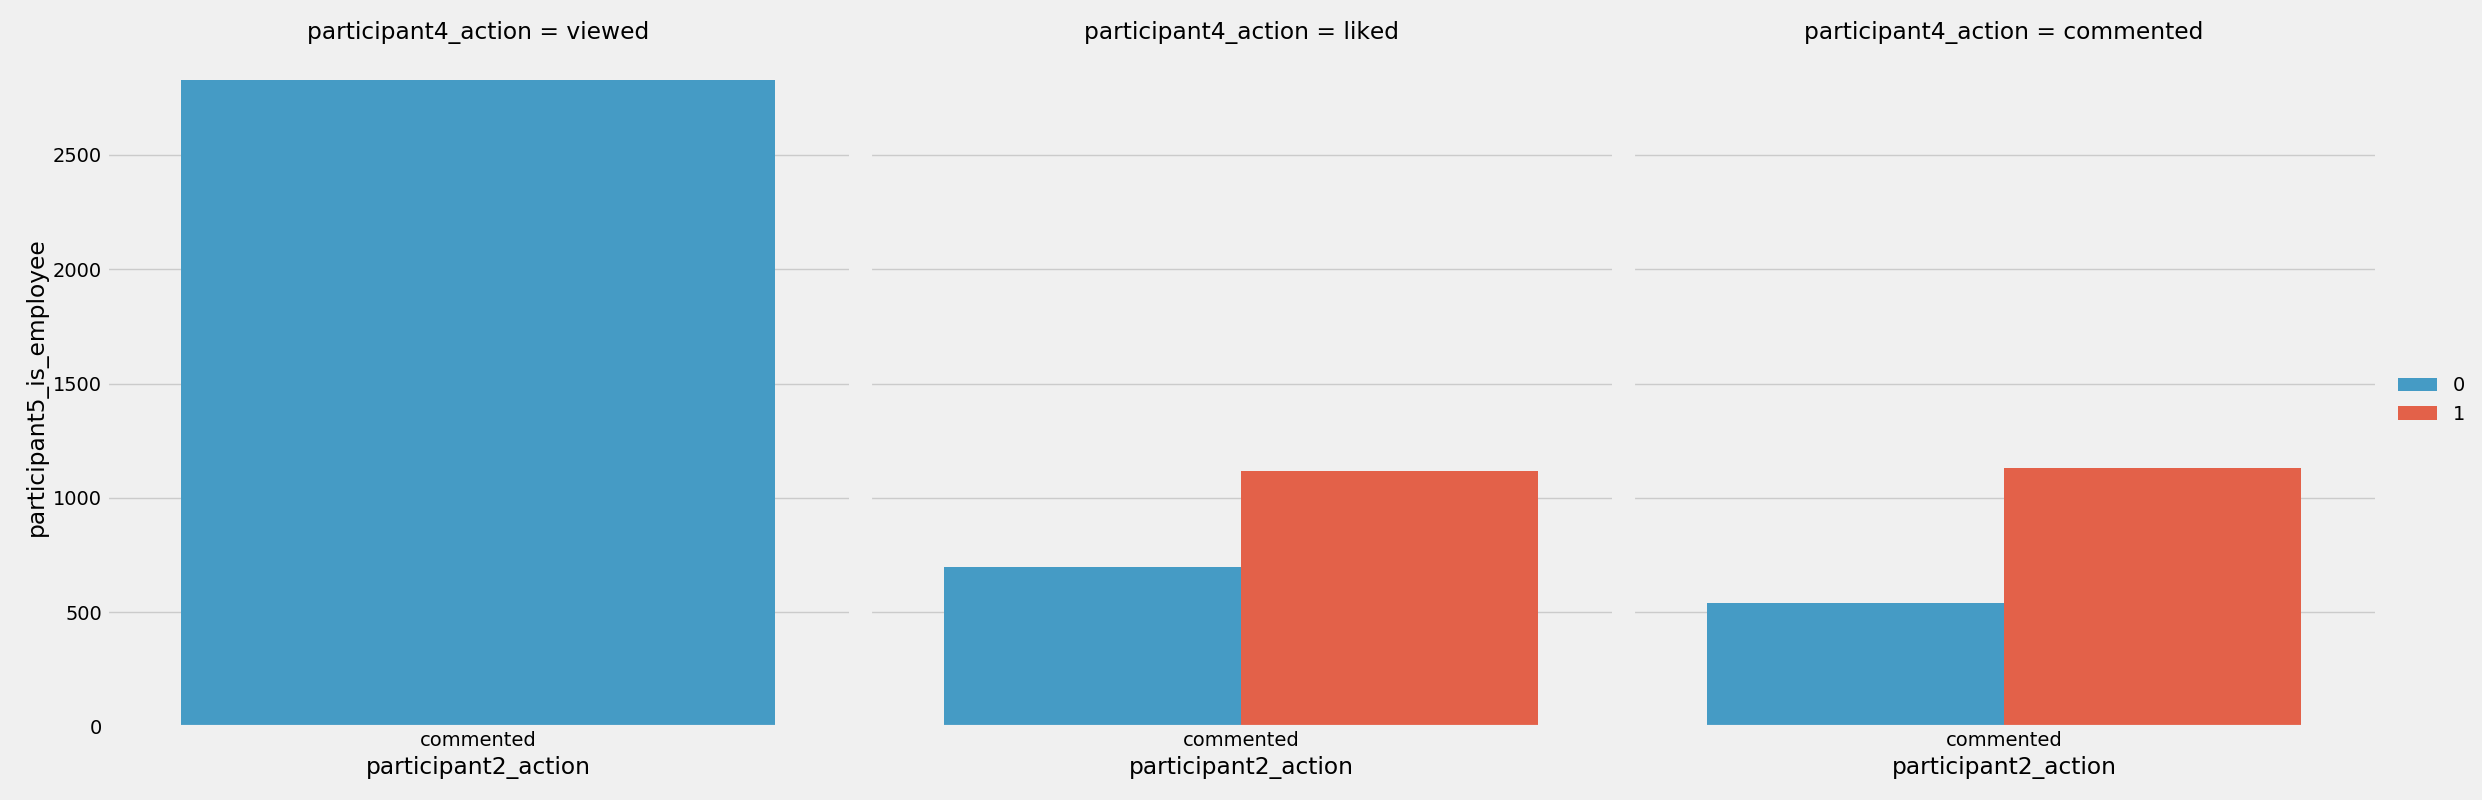 participant4_action = viewed
participant4_action = liked
participant4_action = commented
participant5_is_employee
2500
2000
1500
1000
500
0
commented
commented
commented
participant2_action
participant2_action
participant2_action
0
1